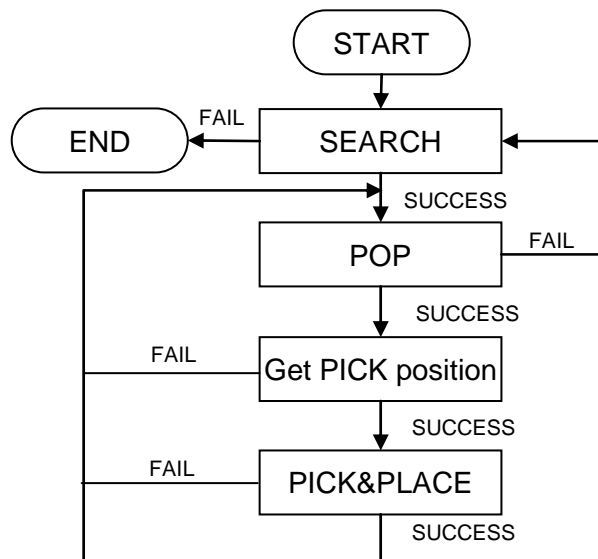 START
FAIL
END
SEARCH
SUCCESS
POP
FAIL
SUCCESS
FAIL
Get PICK position
SUCCESS
FAIL
PICK&PLACE
SUCCESS